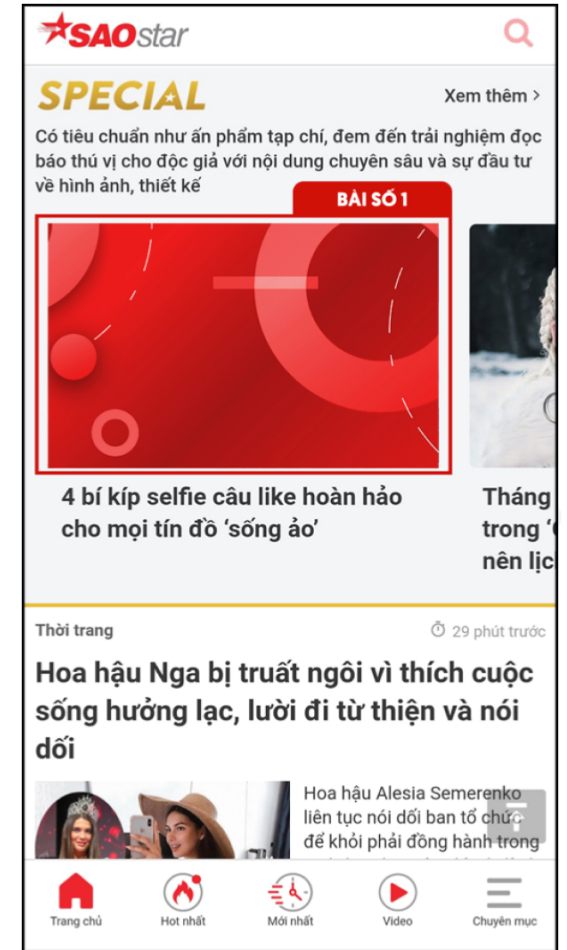 SAOstar
SPECIAL
Xem thêm >
Có tiêu chuẩn như ấn phẩm tạp chí, đem đến trải nghiệm đọc
báo thú vị cho độc giả với nội dung chuyên sâu và sự đầu tư
về hình ảnh, thiết kế
BÀI SỐ 1
4 bí kíp selfie câu like hoàn hảo
cho mọi tín đồ ‘sống ảo’
Tháng
trong
nên lịc
Thời trang
29 phút trước
Hoa hậu Nga bị truất ngôi vì thích cuộc
sống hưởng lạc, lười đi từ thiện và nói
dối
Hoa hậu Alesia Semerenko
liên tục nói dối ban tổ chức
để khỏi phải đồng hành trong
Trang chủ
Hot nhất
Mới nhất
Video
Chuyên mục